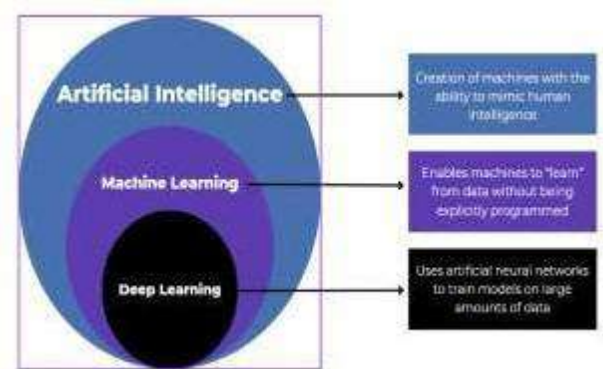 Artificial Intelligence
Creation of machines with the
ability to mimic human
intelligence
Machine Learning
Enables machines to "learn"
from data without being
explicitly programmed
Deep Learning
Uses artificial neural networks
to train models on large
amounts of data